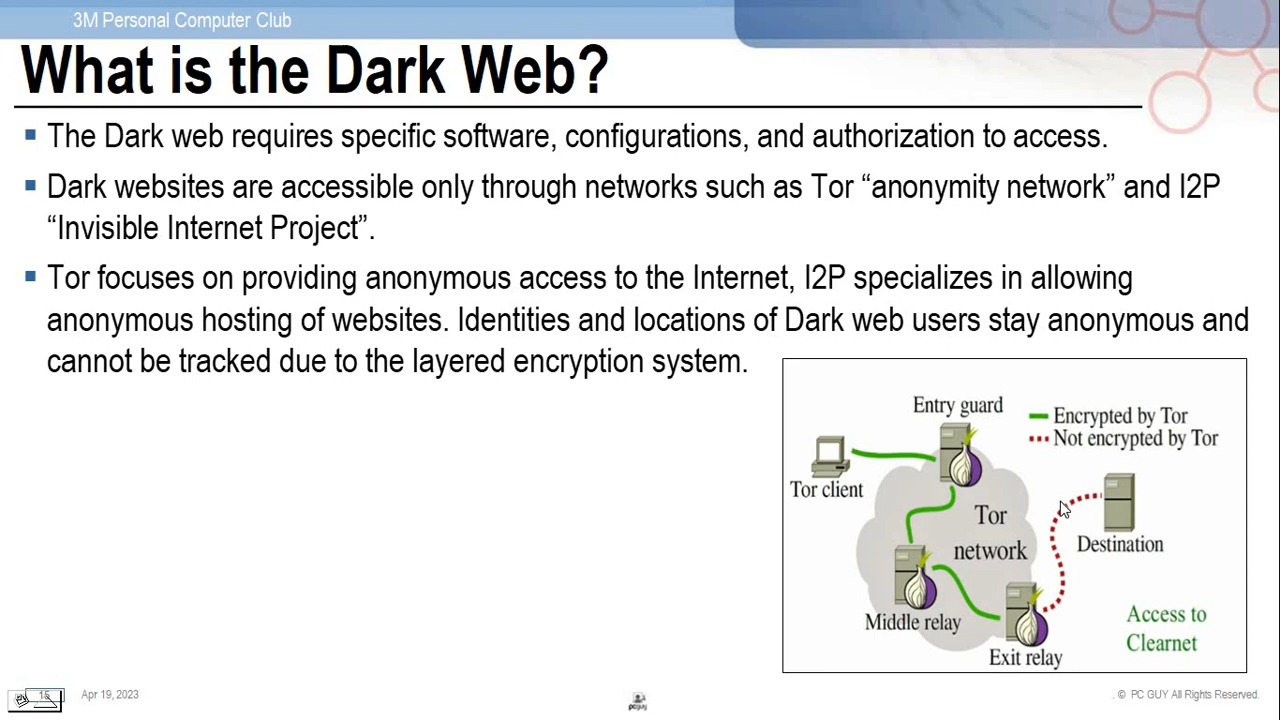 3M Personal Computer Club
What is the Dark Web?
The Dark web requires specific software, configurations, and authorization to access.
Dark websites are accessible only through networks such as Tor “anonymity network” and I2P
“Invisible Internet Project”.
Tor focuses on providing anonymous access to the Internet, I2P specializes in allowing
anonymous hosting of websites. Identities and locations of Dark web users stay anonymous and
cannot be tracked due to the layered encryption system.
Entry guard
Encrypted by Tor
Not encrypted by Tor
Tor client
Tor
network
Destination
Middle relay
Access to
Clearnet
Exit relay
15
Apr 19, 2023
pcguy
. © PC GUY All Rights Reserved.